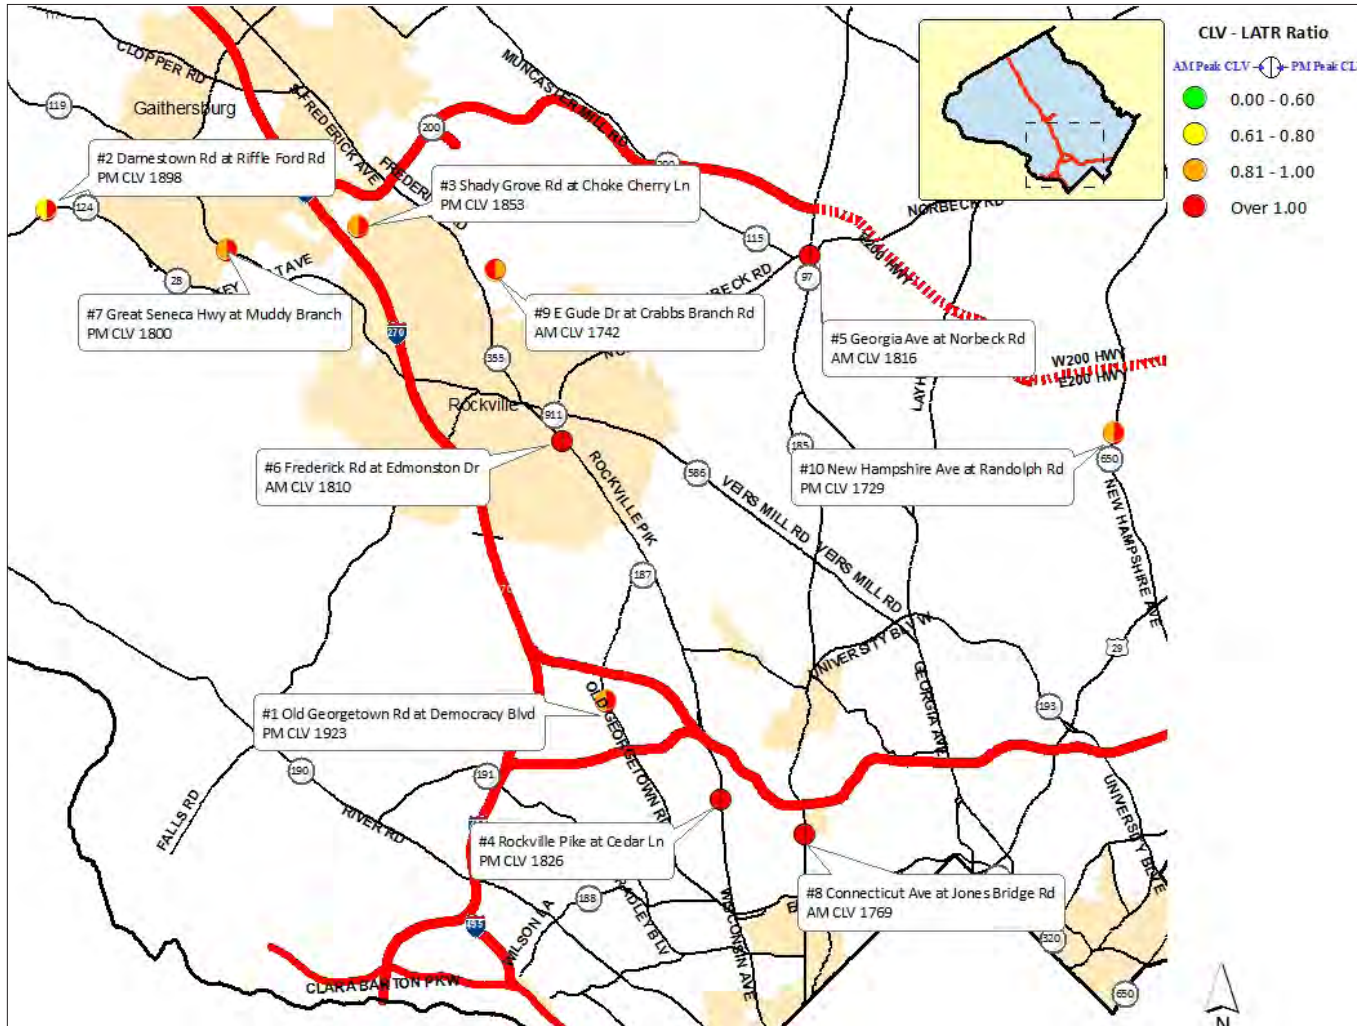 CLV - LATR Ratio
AM Peak CLV
PM Peak CL
0.00 - 0.60
0.61 - 0.80
0.81 - 1.00
Over 1.00
CLOPPER RD
Gaithersburg
119
N FREDERICK AVE
MUNCASTER MILL RD
200
#2 Darnestown Rd at Riffle Ford Rd
PM CLV 1898
#3 Shady Grove Rd at Choke Cherry Ln
PM CLV 1853
124
NORBECK RD
115
E200 HWY
97
28
#7 Great Seneca Hwy at Muddy Branch
PM CLV 1800
#9 E Gude Dr at Crabbs Branch Rd
AM CLV 1742
#5 Georgia Ave at Norbeck Rd
AM CLV 1816
270
355
W200 HWY
E200 HWY
Rockville
911
185
650
#6 Frederick Rd at Edmonston Dr
AM CLV 1810
#10 New Hampshire Ave at Randolph Rd
PM CLV 1729
ROCKVILLE PIK
586
VEIRS MILL RD
VEIRS MILL RD
NEW HAMPSHIRE AVE
187
UNIVERSITY BLV W
29
GEORGIA AVE
193
#1 Old Georgetown Rd at Democracy Blvd
PM CLV 1923
OLD GEORGETOWN RD
190
191
FALLS RD
RIVER RD
UNIVERSITY BLV E
#4 Rockville Pike at Cedar Ln
PM CLV 1826
#8 Connecticut Ave at Jones Bridge Rd
AM CLV 1769
188
WISCONSIN AVE
WILSON LA
495
320
CLARA BARTON PKW
650
N